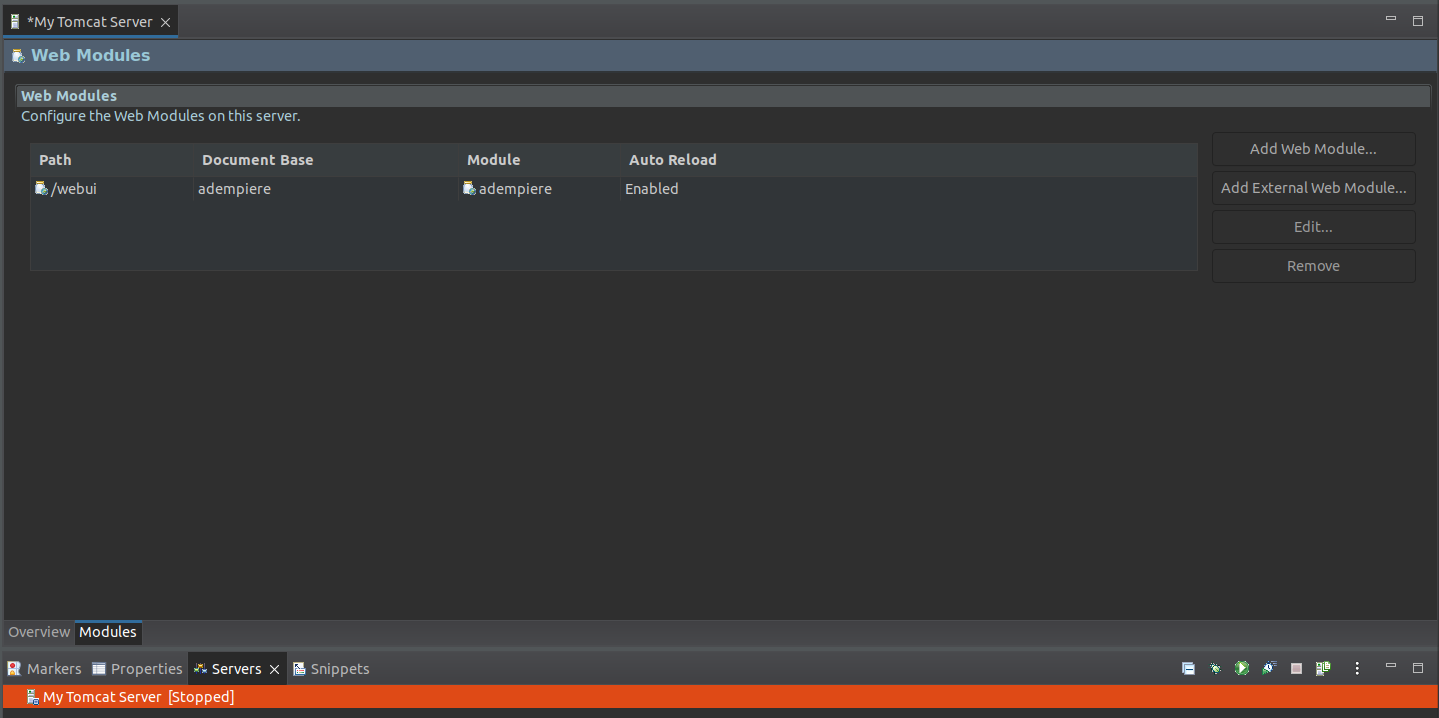 *My Tomcat Server
Web Modules
Web Modules
Configure the Web Modules on this server.
Path Document Base Module Auto Reload
/webui adempiere adempiere Enabled
Add Web Module...
Add External Web Module...
Edit...
Remove
Overview Modules
Markers Properties Servers Snippets
My Tomcat Server [Stopped]